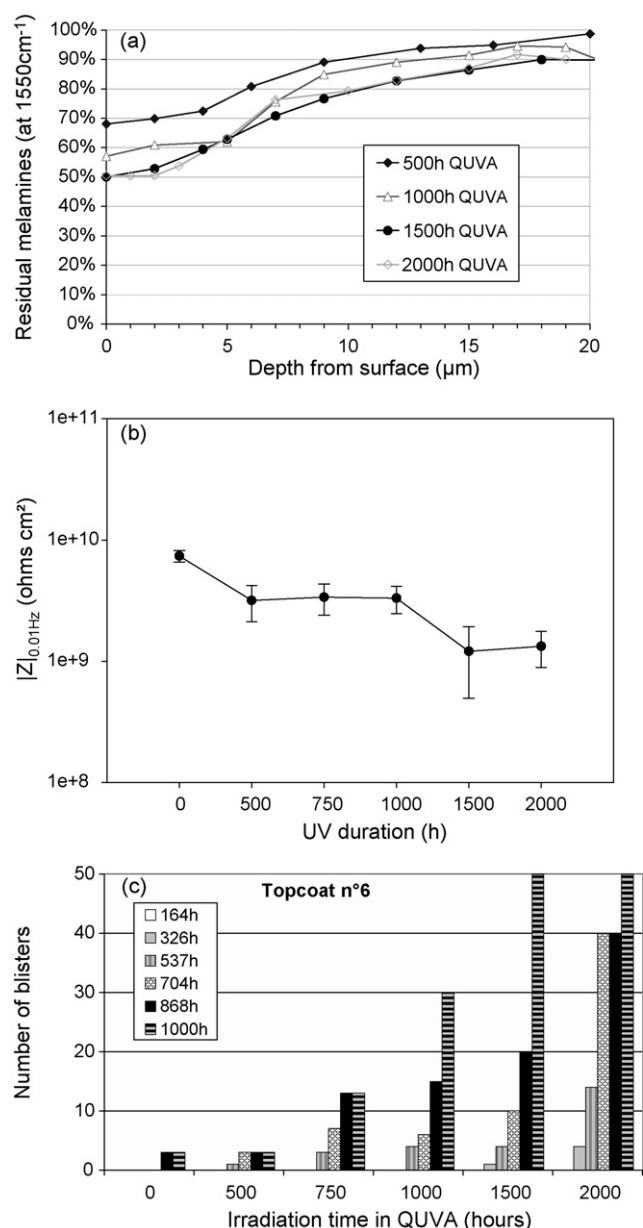 (a)
100%
90%
80%
70%
60%
50%
40%
30%
20%
10%
0%
Residual melamines (at 1550cm⁻¹)
500h QUVA
1000h QUVA
1500h QUVA
2000h QUVA
0 5 10 15 20
Depth from surface (µm)
(b)
1e+11
1e+10
1e+9
1e+8
|Z|0.01Hz (ohms cm²)
0 500 750 1000 1500 2000
UV duration (h)
(c)
Topcoat n°6
50
40
30
20
10
0
Number of blisters
164h
326h
537h
704h
868h
1000h
0 500 750 1000 1500 2000
Irradiation time in QUVA (hours)